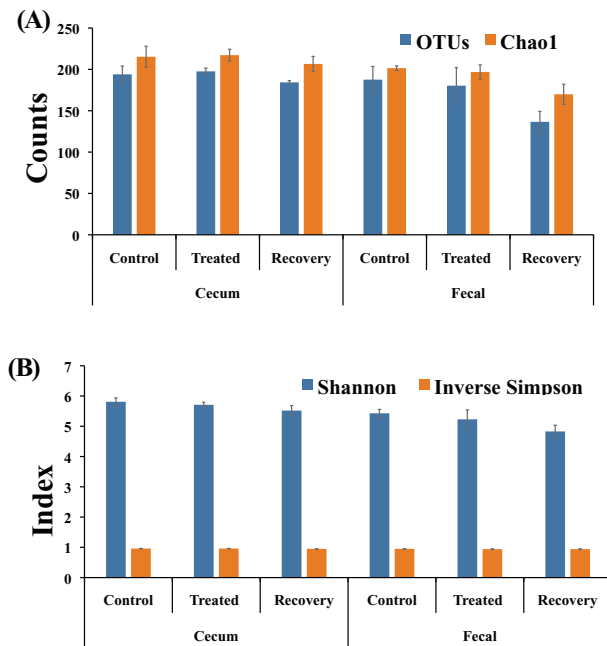 (A)
OTUs Chao1
250
200
150
100
50
0
Counts
Control Treated Recovery Control Treated Recovery
Cecum Fecal
(B)
Shannon Inverse Simpson
7
6
5
4
3
2
1
0
Index
Control Treated Recovery Control Treated Recovery
Cecum Fecal